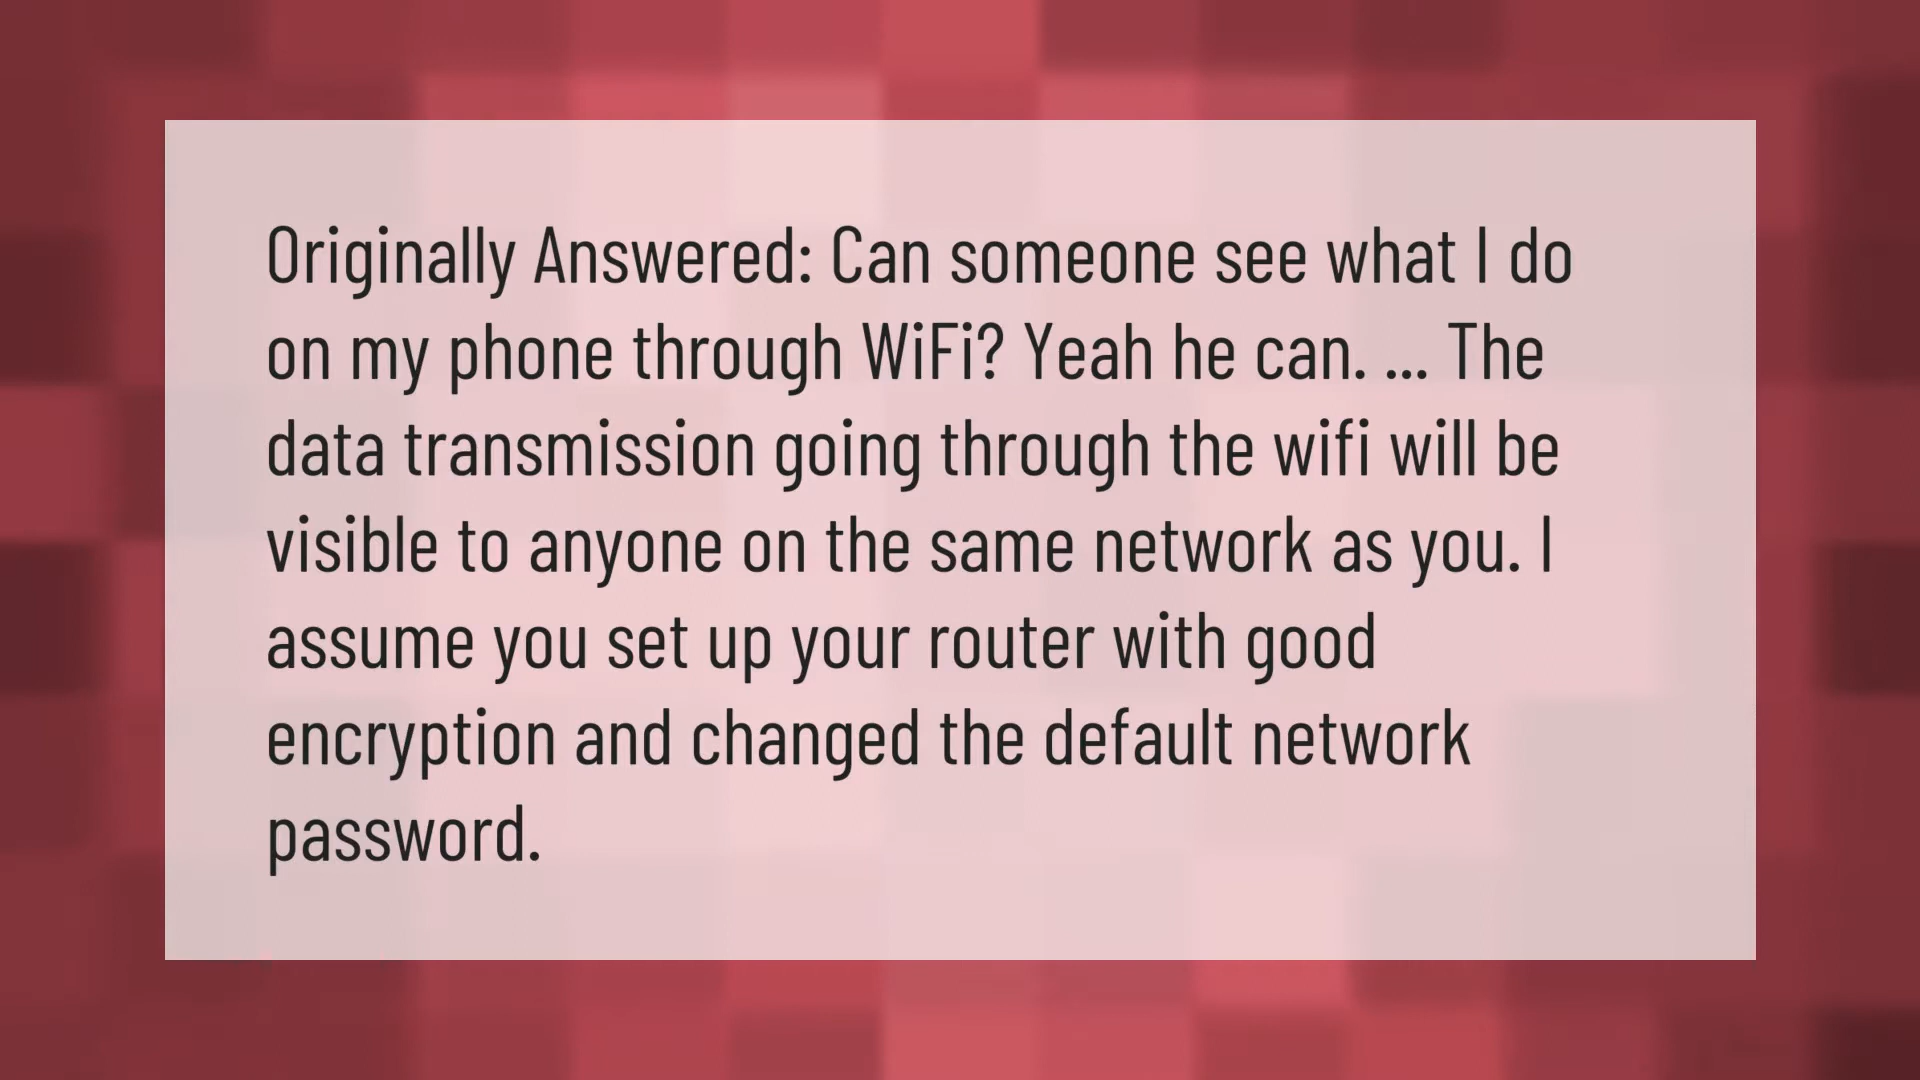 Originally Answered: Can someone see what I do
on my phone through WiFi? Yeah he can. ... The
data transmission going through the wifi will be
visible to anyone on the same network as you. I
assume you set up your router with good
encryption and changed the default network
password.